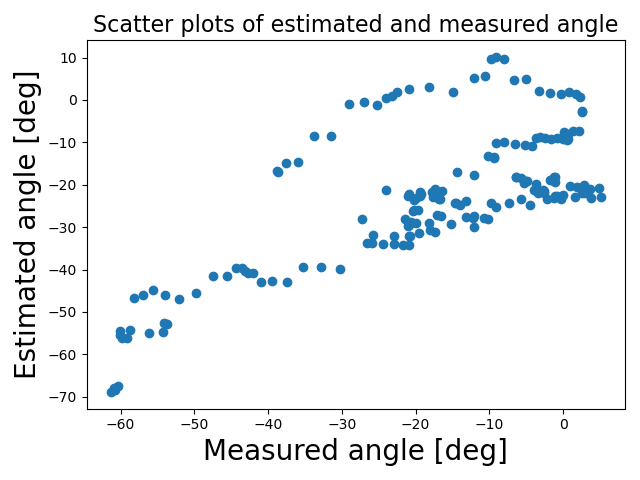 Scatter plots of estimated and measured angle
10
0
−10
−20
−30
−40
−50
−60
−70
Estimated angle [deg]
−60 −50 −40 −30 −20 −10 0
Measured angle [deg]